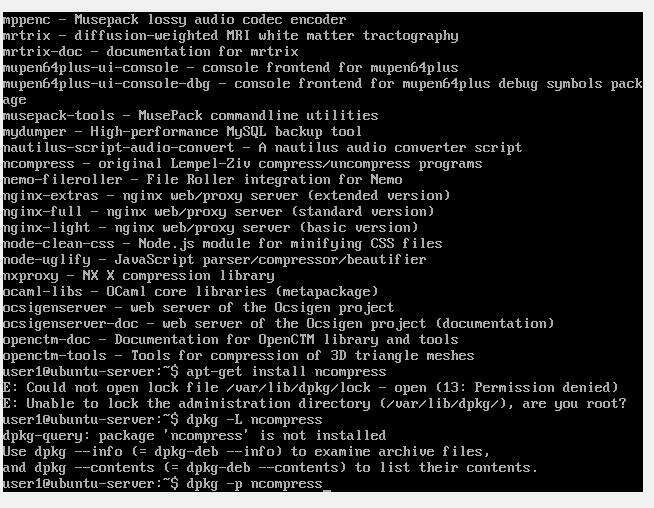 mppenc – Musepack lossy audio codec encoder
mrtrix – diffusion-weighted MRI white matter tractography
mrtrix-doc – documentation for mrtrix
mupen64plus-ui-console – console frontend for mupen64plus
mupen64plus-ui-console-dbg – console frontend for mupen64plus debug symbols pack
age
musepack-tools – MusePack commandline utilities
mydumper – High-performance MySQL backup tool
nautilus-script-audio-convert – A nautilus audio converter script
ncompress – original Lempel-Ziv compress/uncompress programs
nemo-fileroller – File Roller integration for Nemo
nginx-extras – nginx web/proxy server (extended version)
nginx-full – nginx web/proxy server (standard version)
nginx-light – nginx web/proxy server (basic version)
node-clean-css – Node.js module for minifying CSS files
node-uglify – JavaScript parser/compressor/beautifier
nxproxy – NX X compression library
ocaml-libs – OCaml core libraries (metapackage)
ocsigenserver – web server of the Ocsigen project
ocsigenserver-doc – web server of the Ocsigen project (documentation)
openctm-doc – Documentation for OpenCTM library and tools
openctm-tools – Tools for compression of 3D triangle meshes
user1@ubuntu-server:~$ apt-get install ncompress
E: Could not open lock file /var/lib/dpkg/lock - open (13: Permission denied)
E: Unable to lock the administration directory (/var/lib/dpkg/), are you root?
user1@ubuntu-server:~$ dpkg -L ncompress
dpkg-query: package 'ncompress' is not installed
Use dpkg --info (= dpkg-deb --info) to examine archive files,
and dpkg --contents (= dpkg-deb --contents) to list their contents.
user1@ubuntu-server:~$ dpkg -p ncompress_